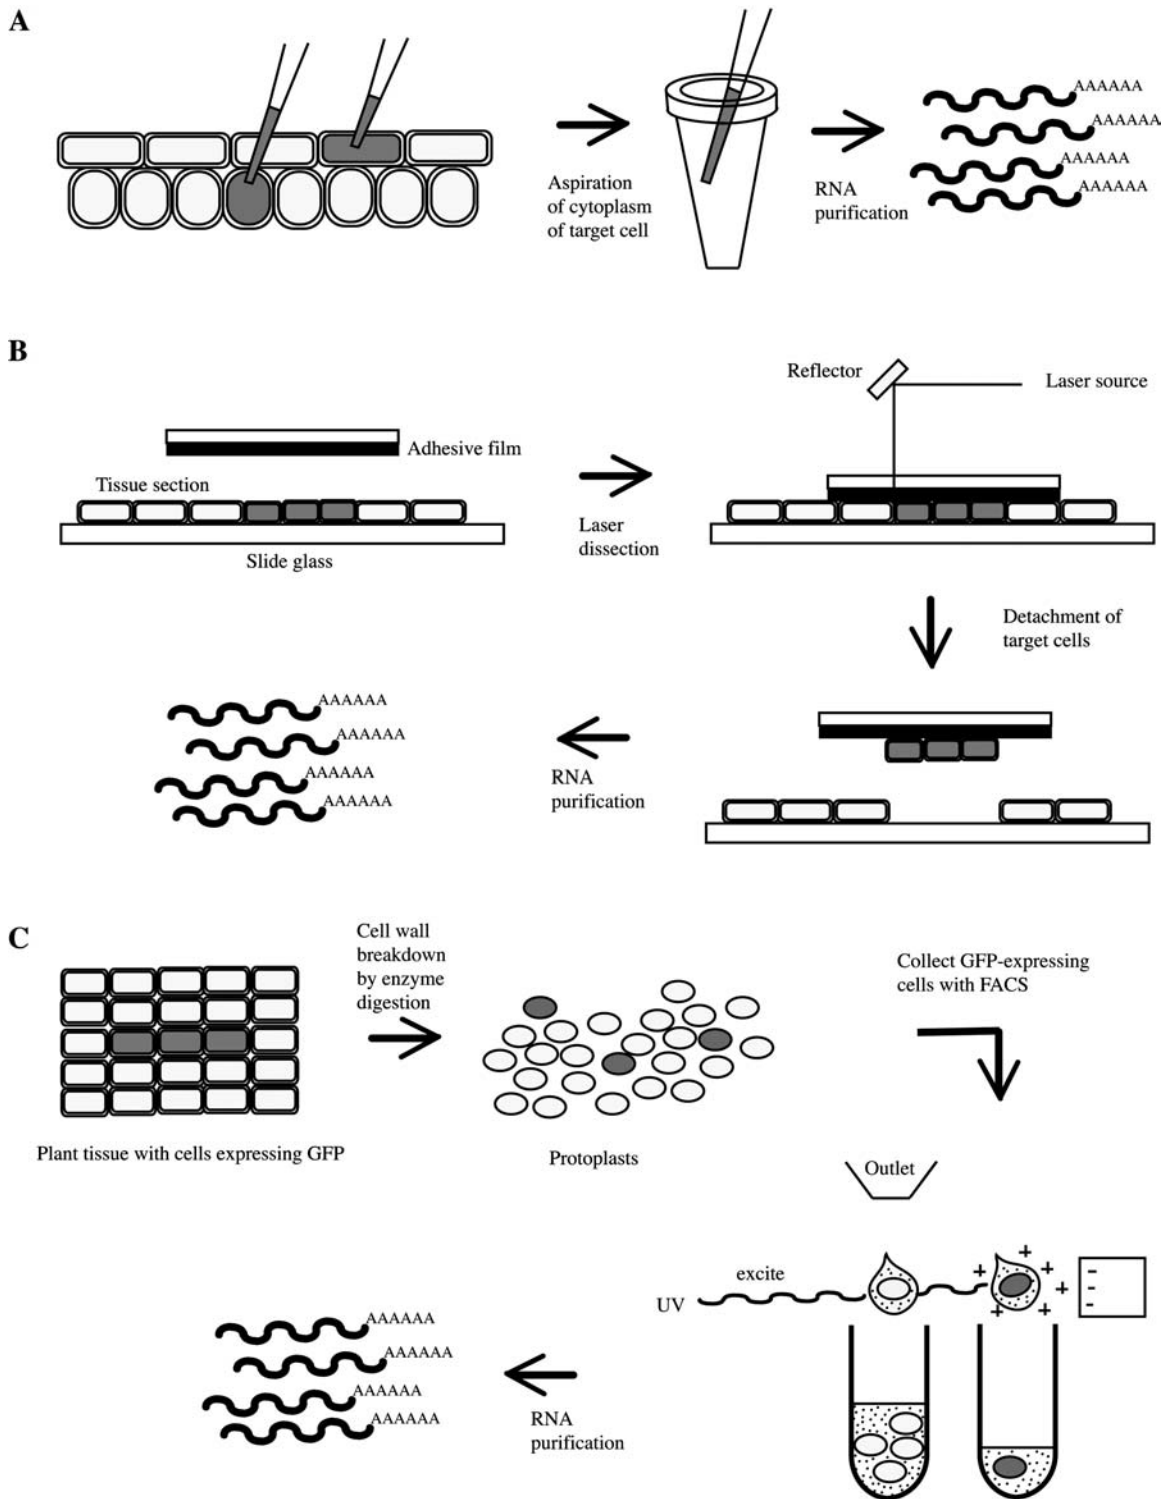 A
Aspiration
of cytoplasm
of target cell
RNA
purification
AAAAAA
AAAAAA
AAAAAA
AAAAAA
B
Adhesive film
Tissue section
Slide glass
Laser
dissection
Reflector
Laser source
Detachment of
target cells
RNA
purification
AAAAAA
AAAAAA
AAAAAA
AAAAAA
C
Plant tissue with cells expressing GFP
Cell wall
breakdown
by enzyme
digestion
Protoplasts
Collect GFP-expressing
cells with FACS
Outlet
UV
excite
+
+
+
+
+
+
-
-
-
RNA
purification
AAAAAA
AAAAAA
AAAAAA
AAAAAA